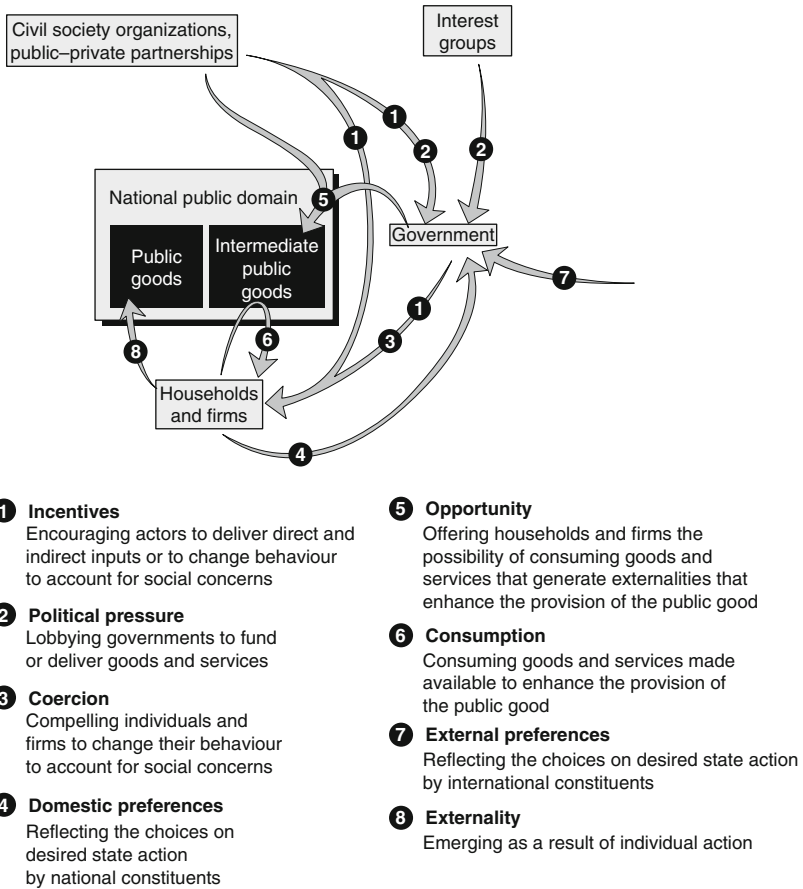 Civil society organizations,
public–private partnerships
Interest
groups
1
1
2
2
National public domain
5
Government
Public
goods
Intermediate
public
goods
7
1
6
3
8
Households
and firms
4
1 Incentives
Encouraging actors to deliver direct and
indirect inputs or to change behaviour
to account for social concerns
2 Political pressure
Lobbying governments to fund
or deliver goods and services
3 Coercion
Compelling individuals and
firms to change their behaviour
to account for social concerns
4 Domestic preferences
Reflecting the choices on
desired state action
by national constituents
5 Opportunity
Offering households and firms the
possibility of consuming goods and
services that generate externalities that
enhance the provision of the public good
6 Consumption
Consuming goods and services made
available to enhance the provision of
the public good
7 External preferences
Reflecting the choices on desired state action
by international constituents
8 Externality
Emerging as a result of individual action